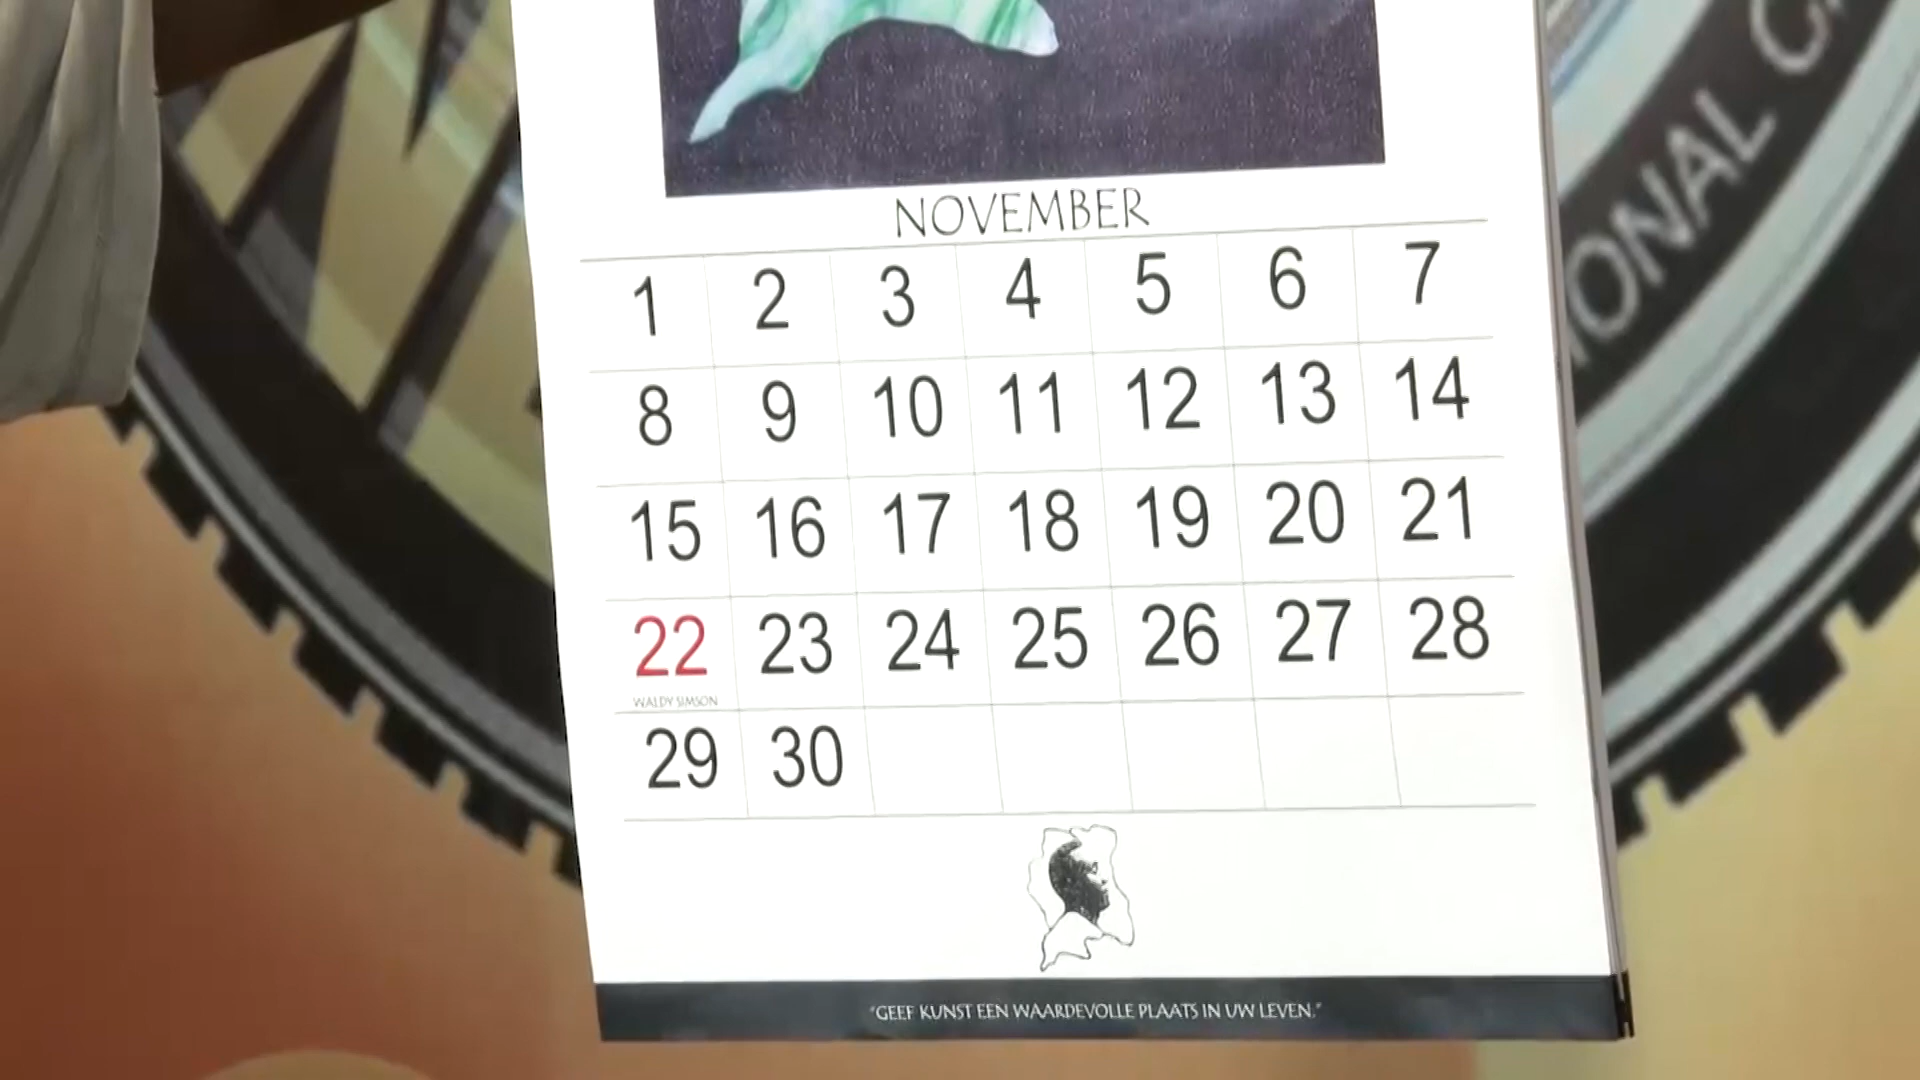 NOVEMBER
1 2 3 4 5 6 7
8 9 10 11 12 13 14
15 16 17 18 19 20 21
22 23 24 25 26 27 28
WALDY SIMSON
29 30
"GEEF KUNST EEN WAARDEVOLLE PLAATS IN UW LEVEN."
ONAL